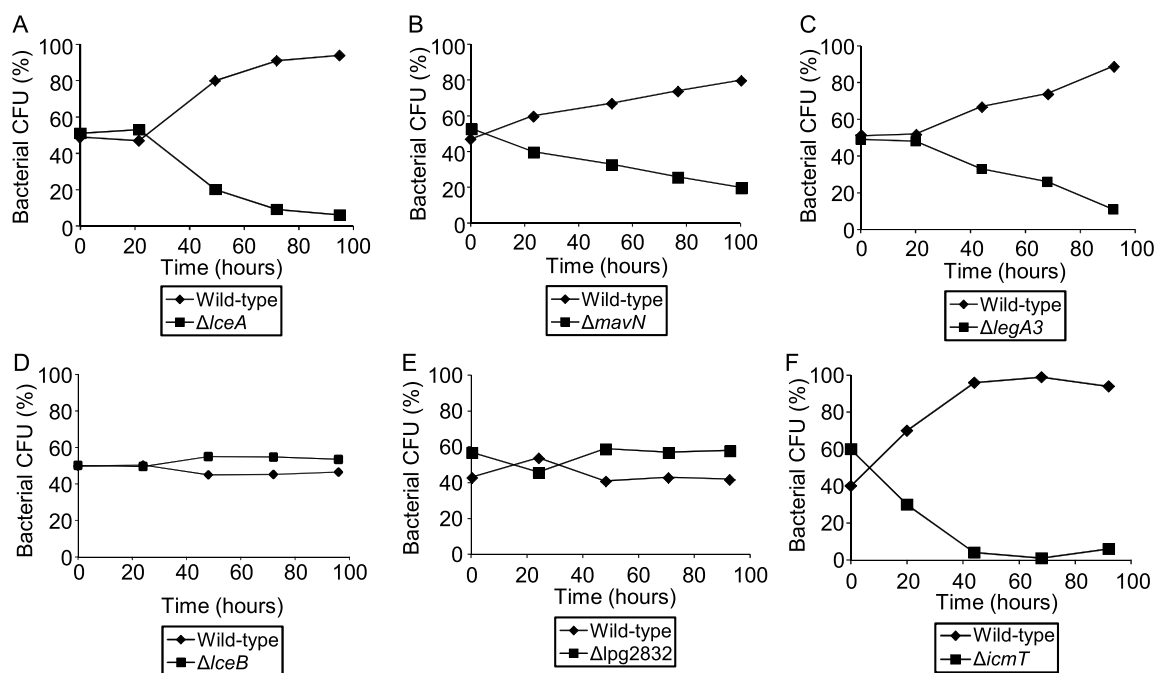 A
Bacterial CFU (%)
100
80
60
40
20
0
0 20 40 60 80 100
Time (hours)
Wild-type
ΔlceA
B
Bacterial CFU (%)
100
80
60
40
20
0
0 20 40 60 80 100
Time (hours)
Wild-type
ΔmavN
C
Bacterial CFU (%)
100
80
60
40
20
0
0 20 40 60 80 100
Time (hours)
Wild-type
ΔlegA3
D
Bacterial CFU (%)
100
80
60
40
20
0
0 20 40 60 80 100
Time (hours)
Wild-type
ΔlceB
E
Bacterial CFU (%)
100
80
60
40
20
0
0 20 40 60 80 100
Time (hours)
Wild-type
Δlpg2832
F
Bacterial CFU (%)
100
80
60
40
20
0
0 20 40 60 80 100
Time (hours)
Wild-type
ΔicmT